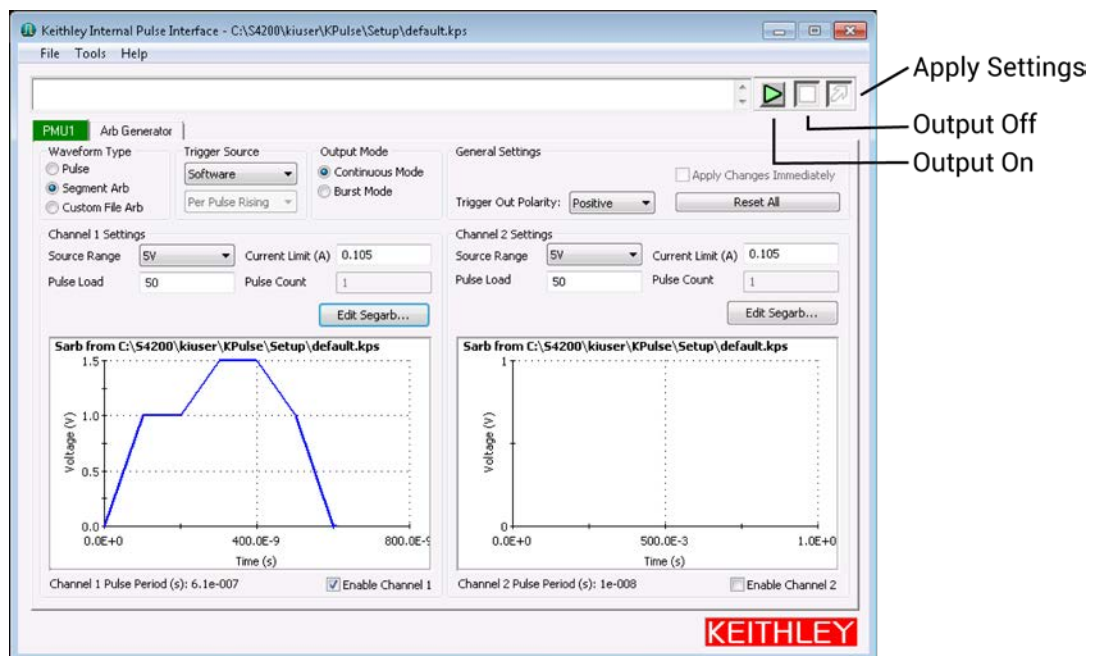 Keithley Internal Pulse Interface - C:\S4200\kiuser\KPulse\Setup\default.kps
File Tools Help
Apply Settings
Output Off
Output On
PMU1 Arb Generator
Waveform Type
Pulse
Segment Arb
Custom File Arb
Trigger Source
Software
Per Pulse Rising
Output Mode
Continuous Mode
Burst Mode
General Settings
Apply Changes Immediately
Trigger Out Polarity: Positive Reset All
Channel 1 Settings
Source Range 5V Current Limit (A) 0.105
Pulse Load 50 Pulse Count 1
Edit Segarb...
Sarb from C:\S4200\kiuser\KPulse\Setup\default.kps
1.5
1.0
0.5
0.0
Voltage (V)
0.0E+0 400.0E-9 800.0E-9
Time (s)
Channel 1 Pulse Period (s): 6.1e-007 Enable Channel 1
Channel 2 Settings
Source Range 5V Current Limit (A) 0.105
Pulse Load 50 Pulse Count 1
Edit Segarb...
Sarb from C:\S4200\kiuser\KPulse\Setup\default.kps
1
0
Voltage (V)
0.0E+0 500.0E-3 1.0E+0
Time (s)
Channel 2 Pulse Period (s): 1e-008 Enable Channel 2
KEITHLEY